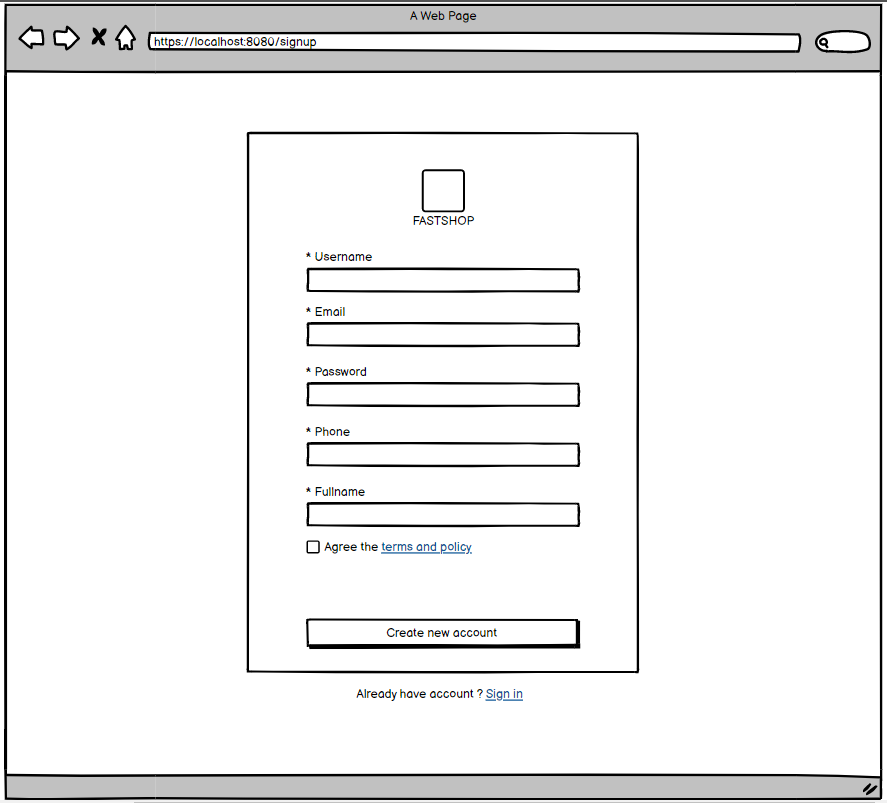 A Web Page
https://localhost:8080/signup
FASTSHOP
* Username
* Email
* Password
* Phone
* Fullname
Agree the terms and policy
Create new account
Already have account ? Sign in